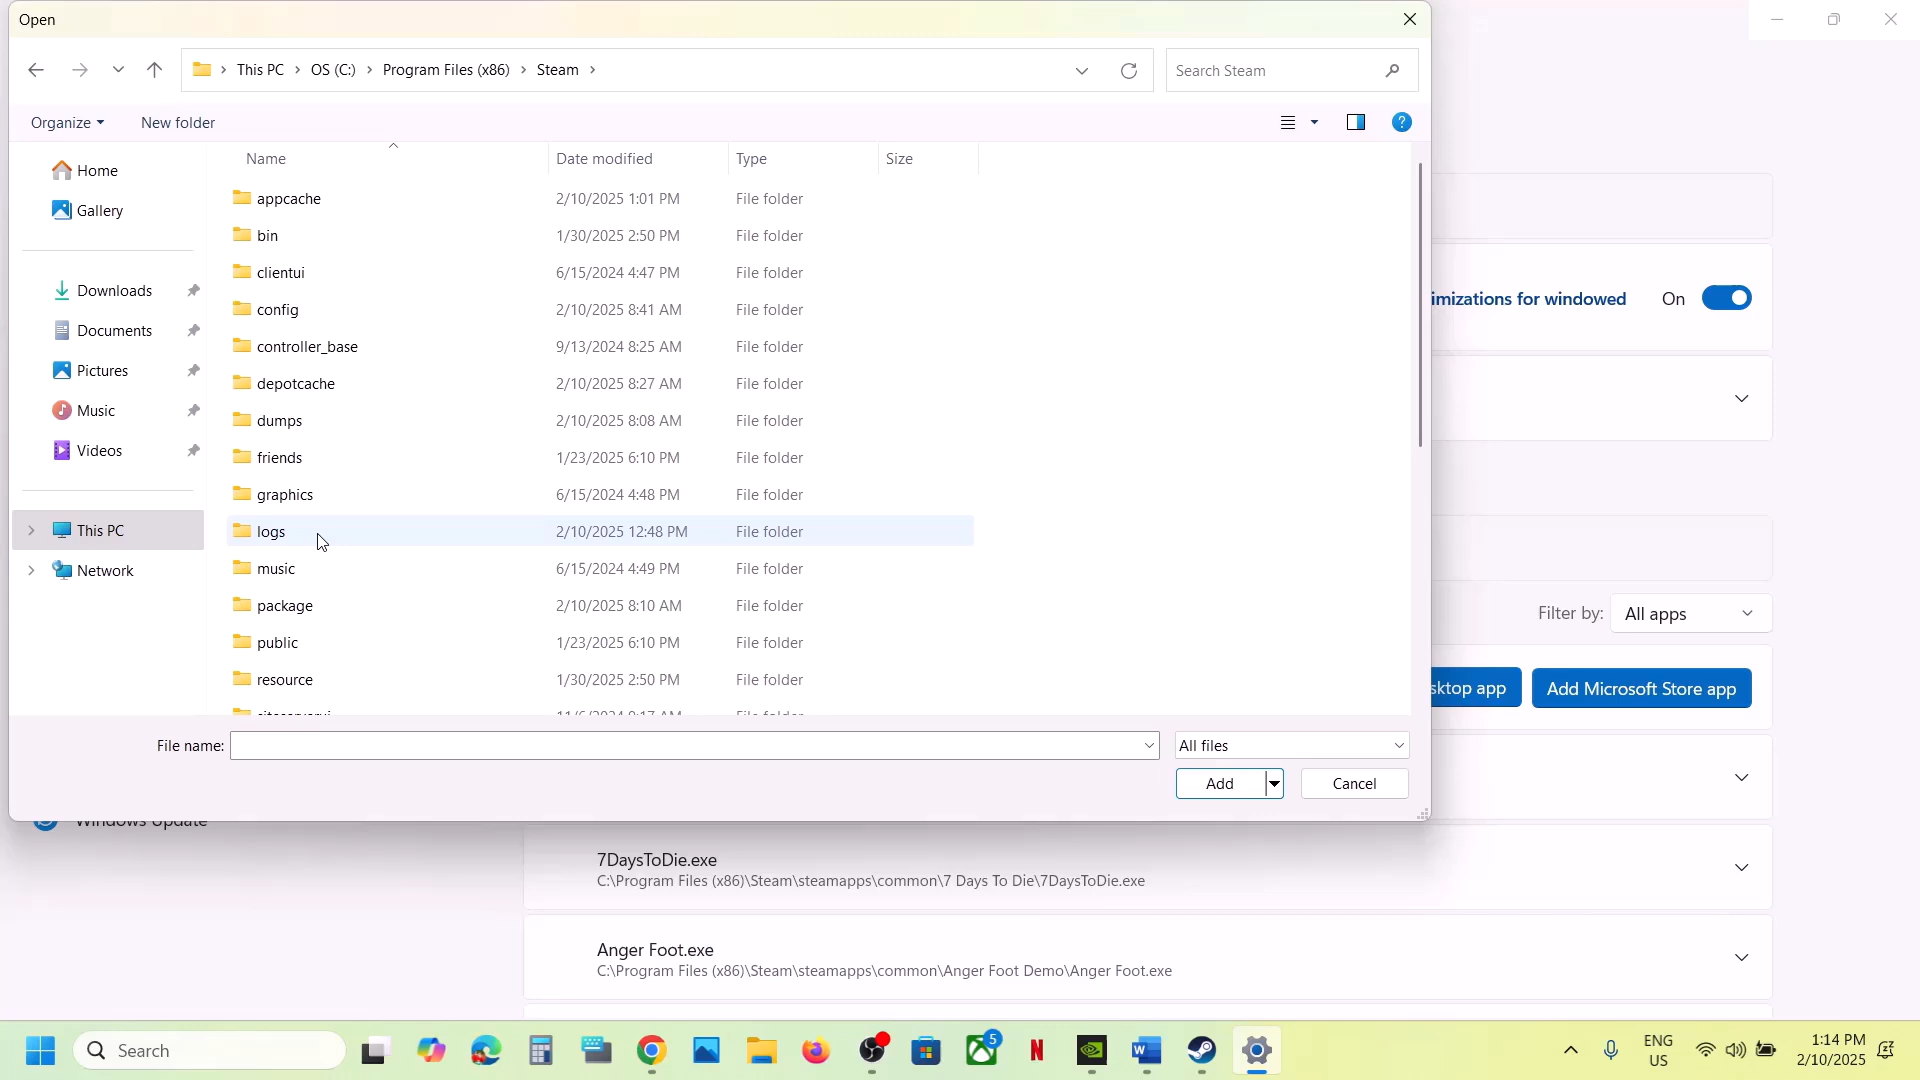 Open
This PC > OS (C:) > Program Files (x86) > Steam >
Search Steam
Organize
New folder
Name
Date modified
Type
Size
Home
Gallery
Downloads
Documents
Pictures
Music
Videos
This PC
Network
appcache 2/10/2025 1:01 PM File folder
bin 1/30/2025 2:50 PM File folder
clientui 6/15/2024 4:47 PM File folder
config 2/10/2025 8:41 AM File folder
controller_base 9/13/2024 8:25 AM File folder
depotcache 2/10/2025 8:27 AM File folder
dumps 2/10/2025 8:08 AM File folder
friends 1/23/2025 6:10 PM File folder
graphics 6/15/2024 4:48 PM File folder
logs 2/10/2025 12:48 PM File folder
music 6/15/2024 4:49 PM File folder
package 2/10/2025 8:10 AM File folder
public 1/23/2025 6:10 PM File folder
resource 1/30/2025 2:50 PM File folder
File name:
All files
Add
Cancel
imizations for windowed
On
Filter by:
All apps
sktop app
Add Microsoft Store app
Windows Update
7DaysToDie.exe
C:\Program Files (x86)\Steam\steamapps\common\7 Days To Die\7DaysToDie.exe
Anger Foot.exe
C:\Program Files (x86)\Steam\steamapps\common\Anger Foot Demo\Anger Foot.exe
Search
5
ENG
US
1:14 PM
2/10/2025